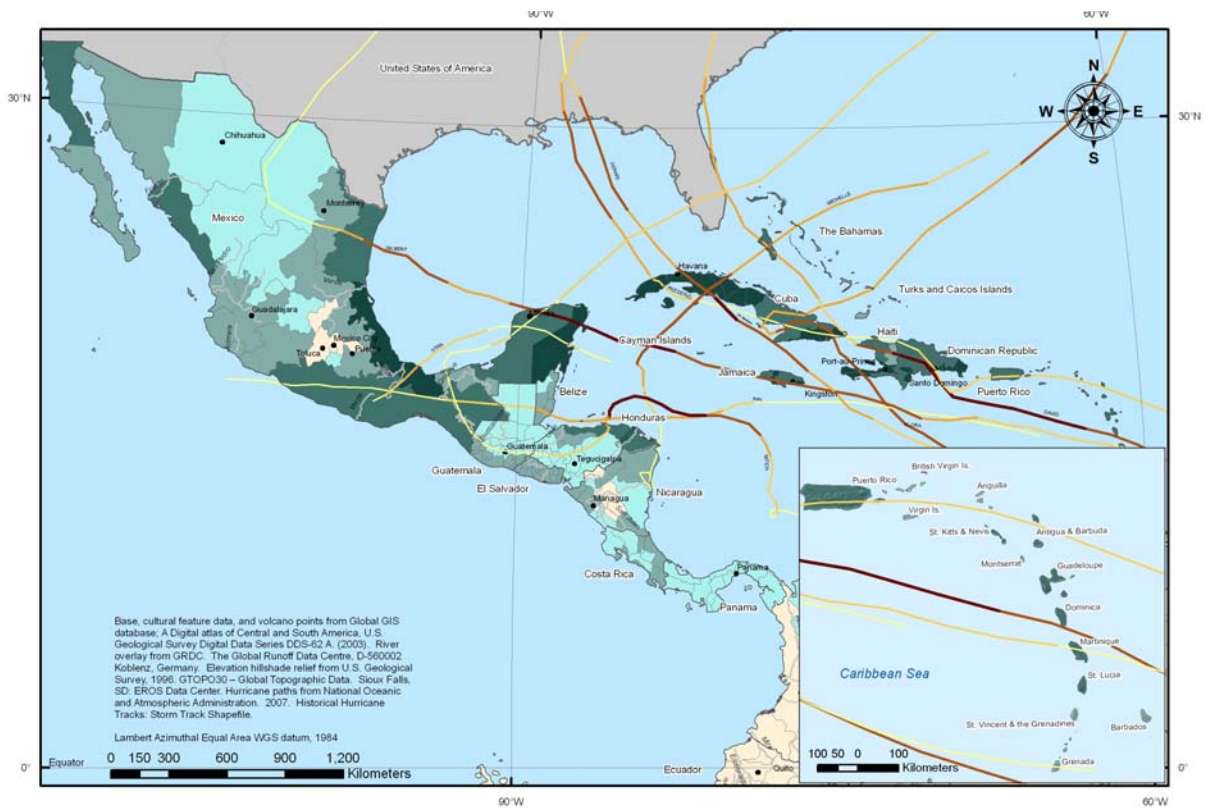 90°W
60°W
United States of America
N
W
E
S
30°N
30°N
Chihuahua
Monterrey
Mexico
MICHELLE
The Bahamas
Havana
Turks and Caicos Islands
Cuba
Guadalajara
Haiti
Cayman Islands
Dominican Republic
Mexico City
Toluca
Port-au-Prince
Jamaica
Santo Domingo
Belize
Kingston
Puerto Rico
Honduras
FLORA
DAVID
MITCH
Guatemala
Tegucigalpa
Guatemala
El Salvador
Nicaragua
Managua
Costa Rica
Panama
Panama
British Virgin Is.
Puerto Rico
Anguilla
Virgin Is.
St. Kitts & Nevis
Antigua & Barbuda
Montserrat
Guadeloupe
Dominica
Martinique
Caribbean Sea
St. Lucia
St. Vincent & the Grenadines
Barbados
Grenada
100 50 0 100
Kilometers
Base, cultural feature data, and volcano points from Global GIS
database; A Digital atlas of Central and South America, U.S.
Geological Survey Digital Data Series DDS-62 A. (2003). River
overlay from GRDC. The Global Runoff Data Centre, D-560002
Koblenz, Germany. Elevation hillshade relief from U.S. Geological
Survey, 1996. GTOPO30 – Global Topographic Data. Sioux Falls,
SD: EROS Data Center. Hurricane paths from National Oceanic
and Atmospheric Administration. 2007. Historical Hurricane
Tracks: Storm Track Shapefile.
Lambert Azimuthal Equal Area WGS datum, 1984
0 150 300 600 900 1,200
Kilometers
0°
Equator
Ecuador
Quito
0°
90°W
60°W